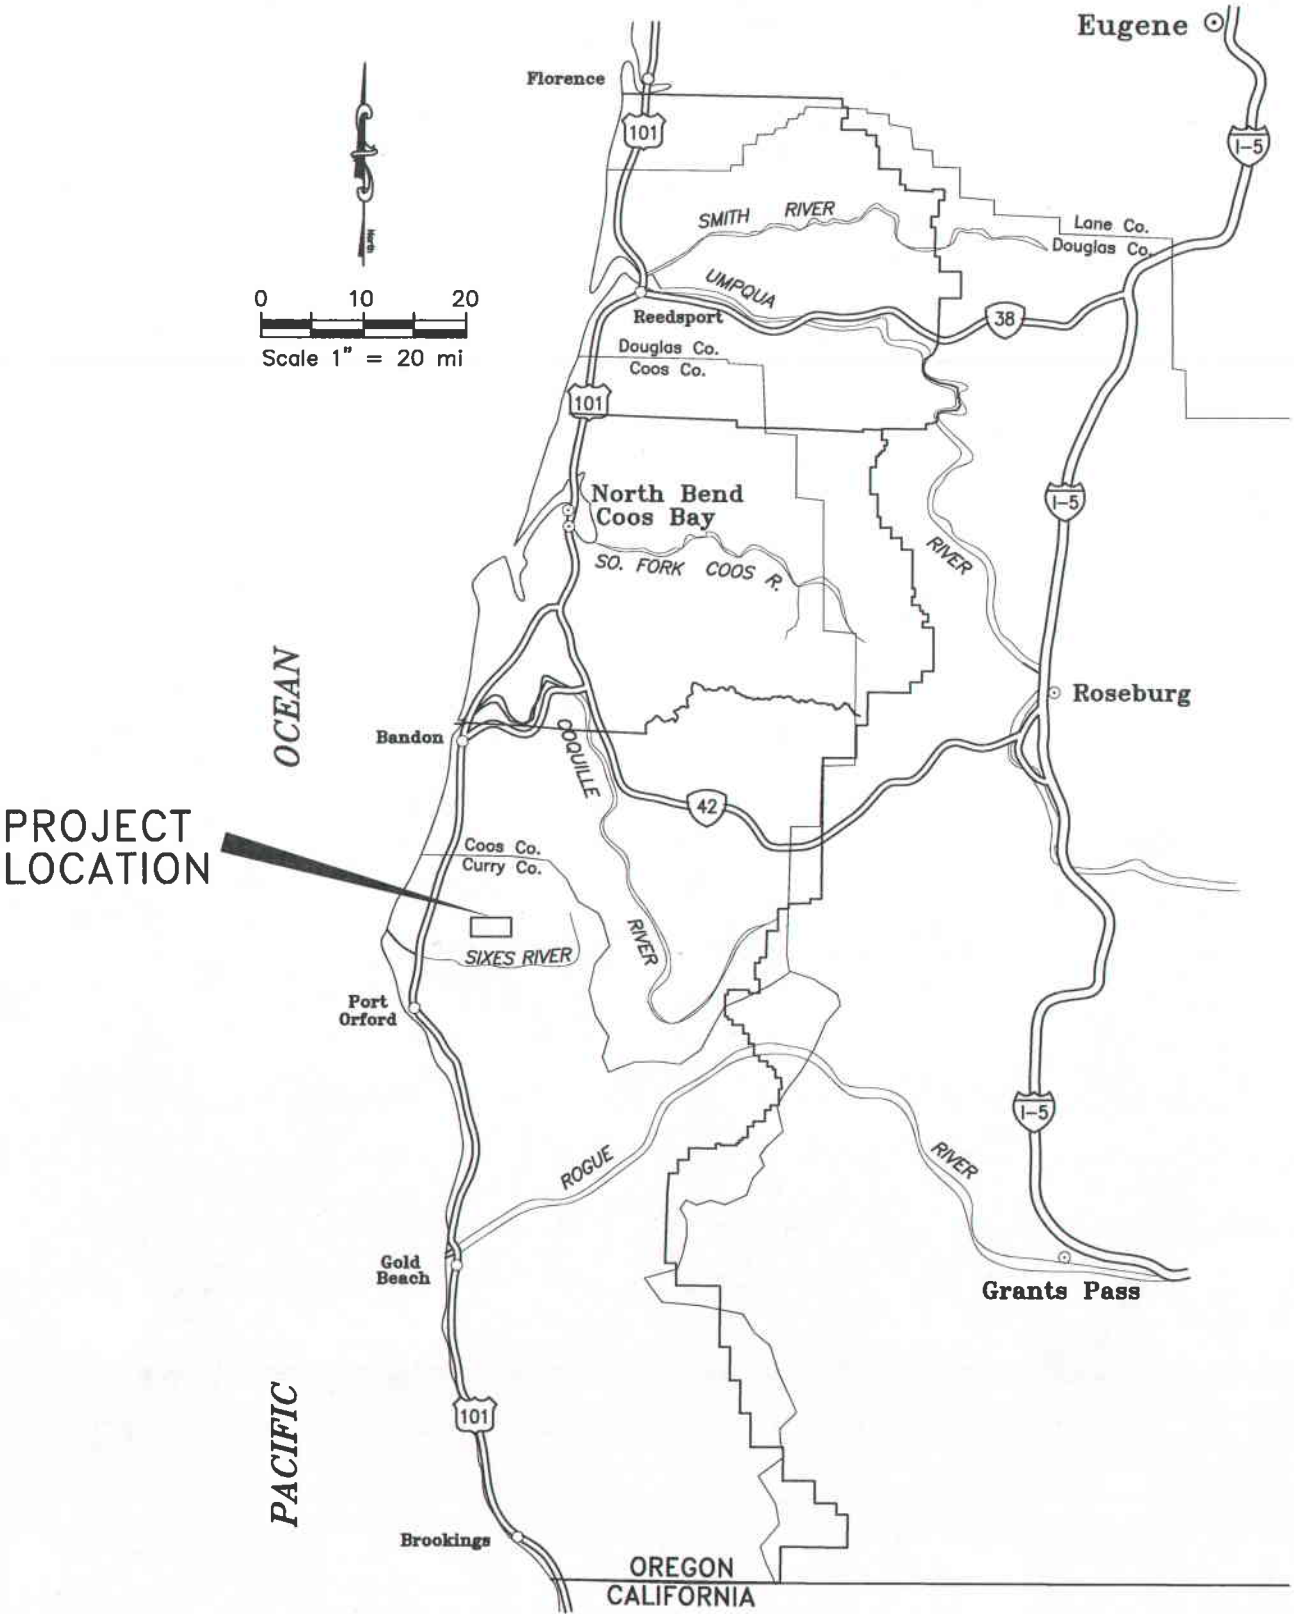 Eugene
Florence
101
I-5
North
SMITH RIVER
Lane Co.
Douglas Co.
0 10 20
Scale 1" = 20 mi
UMPQUA
Reedsport
38
Douglas Co.
Coos Co.
101
North Bend
Coos Bay
I-5
RIVER
SO. FORK COOS R.
OCEAN
Roseburg
Bandon
COQUILLE
42
PROJECT
LOCATION
Coos Co.
Curry Co.
RIVER
SIXES RIVER
Port
Orford
I-5
ROGUE
RIVER
Gold
Beach
Grants Pass
PACIFIC
101
Brookings
OREGON
CALIFORNIA